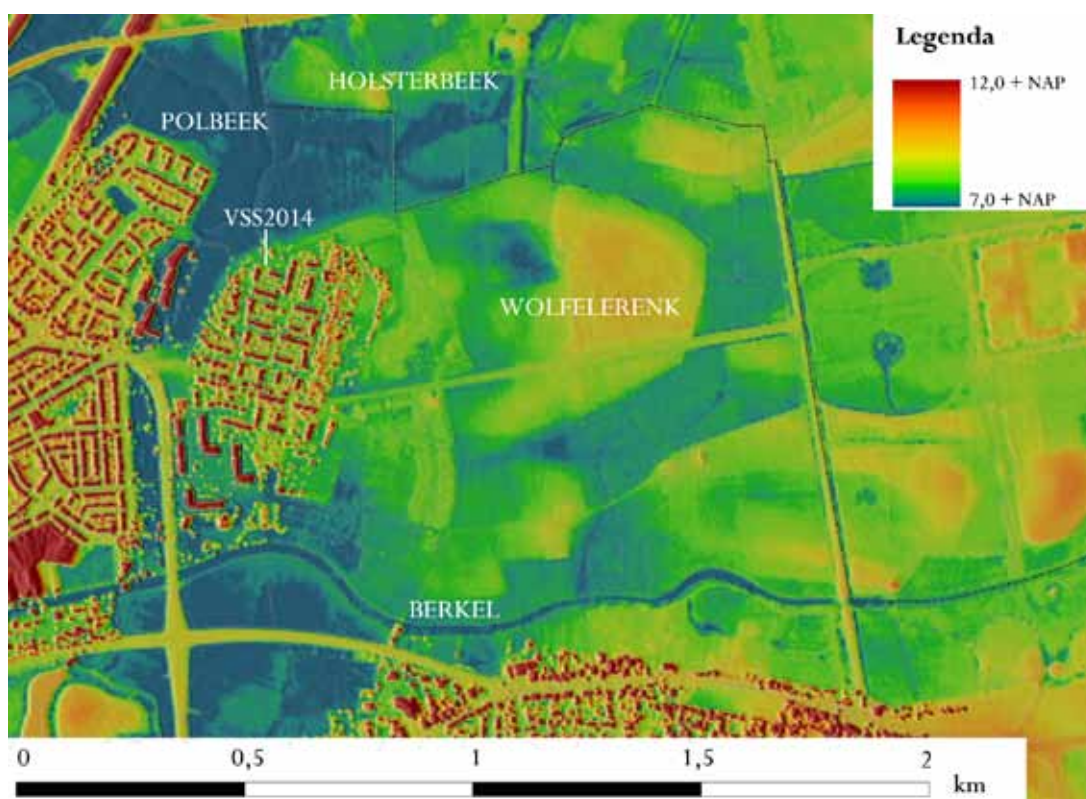 Legenda
12,0 + NAP
7,0 + NAP
HOLSTERBEEK
POLBEEK
VSS2014
WOLFELERENK
BERKEL
0 0,5 1 1,5 2
km